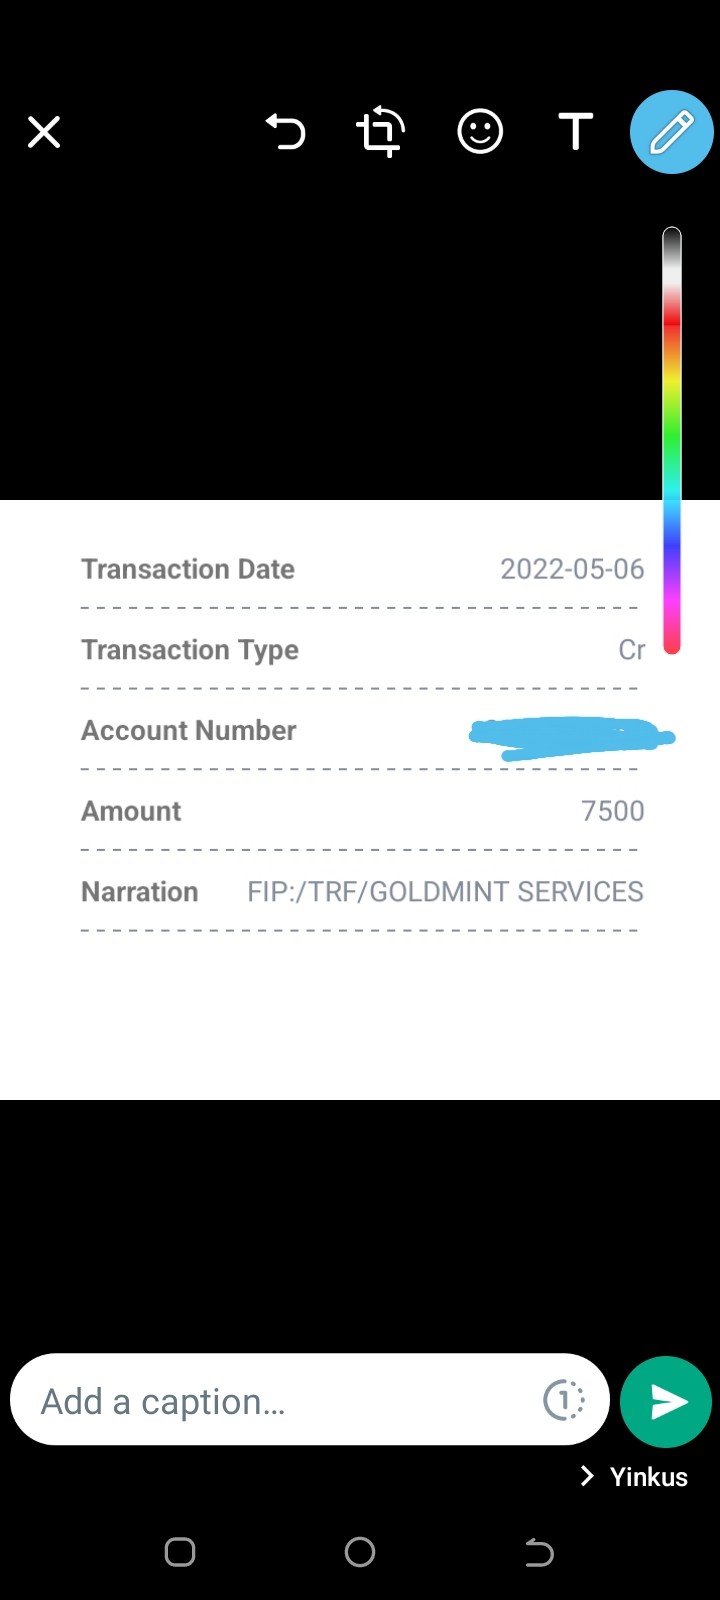 T
Transaction Date 2022-05-06
Transaction Type Cr
Account Number
Amount 7500
Narration FIP:/TRF/GOLDMINT SERVICES
Add a caption... 1
Yinkus